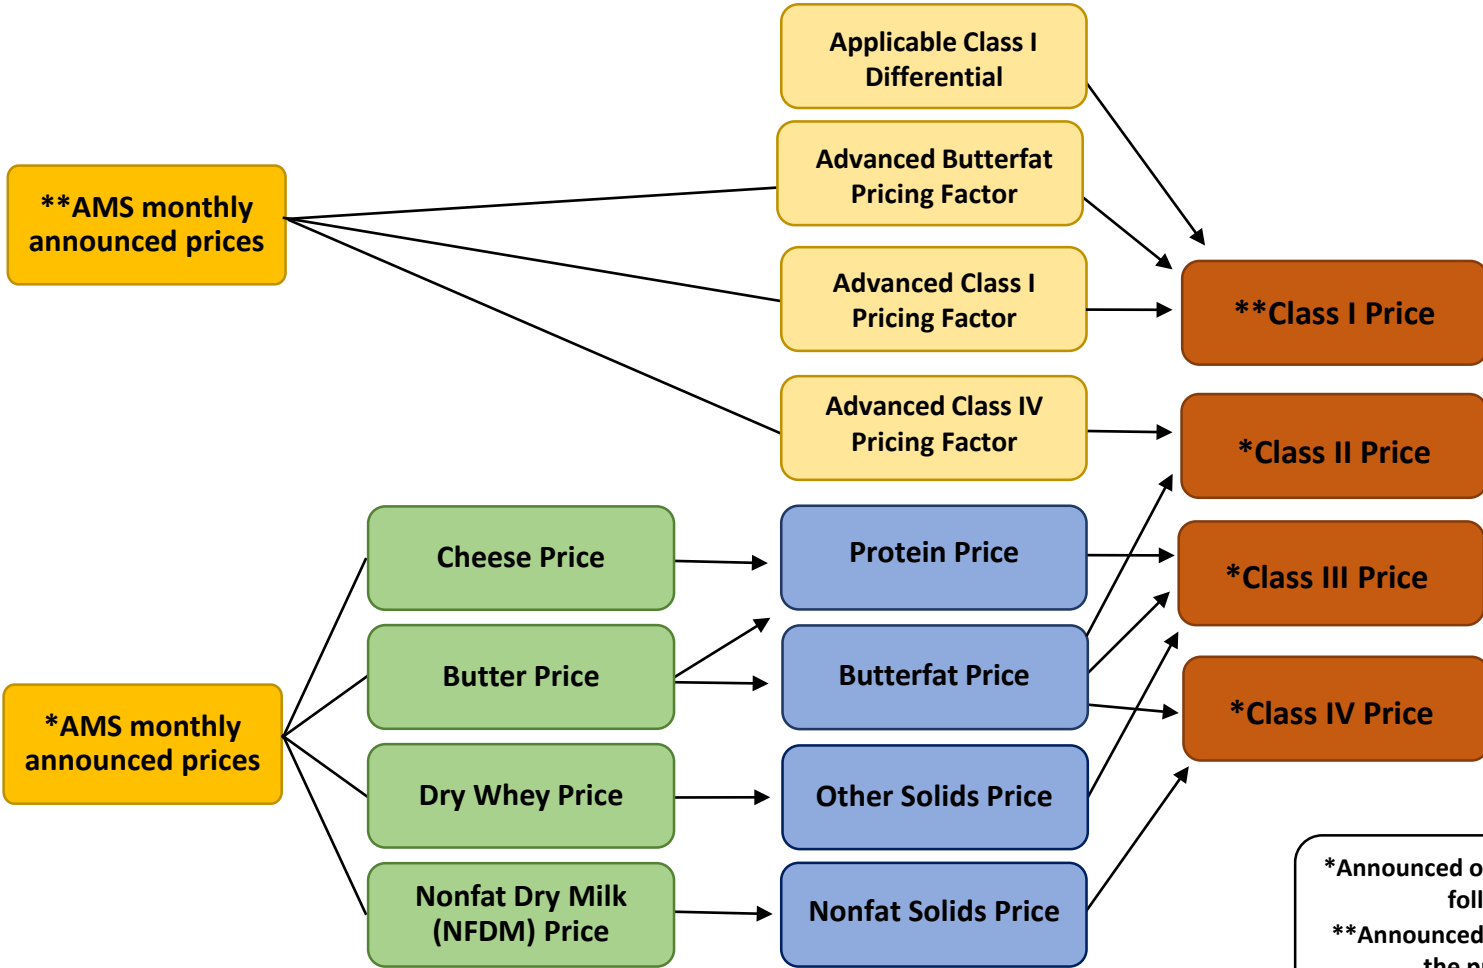 Applicable Class I
Differential
Advanced Butterfat
Pricing Factor
**AMS monthly
announced prices
Advanced Class I
Pricing Factor
**Class I Price
Advanced Class IV
Pricing Factor
*Class II Price
Cheese Price
Protein Price
*Class III Price
Butter Price
Butterfat Price
*Class IV Price
*AMS monthly
announced prices
Dry Whey Price
Other Solids Price
Nonfat Dry Milk
(NFDM) Price
Nonfat Solids Price
*Announced
foll
**Announced
the